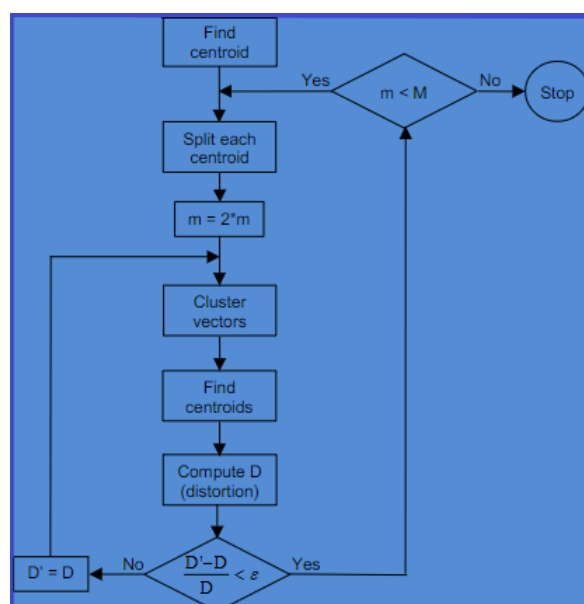 Find
centroid
Yes
m < M
No
Stop
Split each
centroid
m = 2*m
Cluster
vectors
Find
centroids
Compute D
(distortion)
D' = D
No
D'–D
D
< ε
Yes